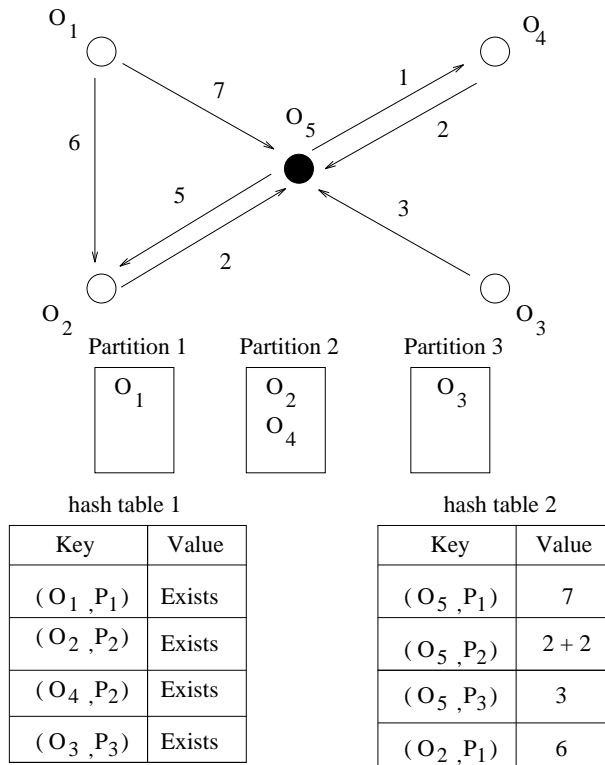 O1
O4
7
1
O5
6
2
5
3
2
O2
O3
Partition 1 Partition 2 Partition 3
O1 O2 O3
O4
hash table 1
Key Value
(O1 ,P1) Exists
(O2 ,P2) Exists
(O4 ,P2) Exists
(O3 ,P3) Exists
hash table 2
Key Value
(O5 ,P1) 7
(O5 ,P2) 2 + 2
(O5 ,P3) 3
(O2 ,P1) 6